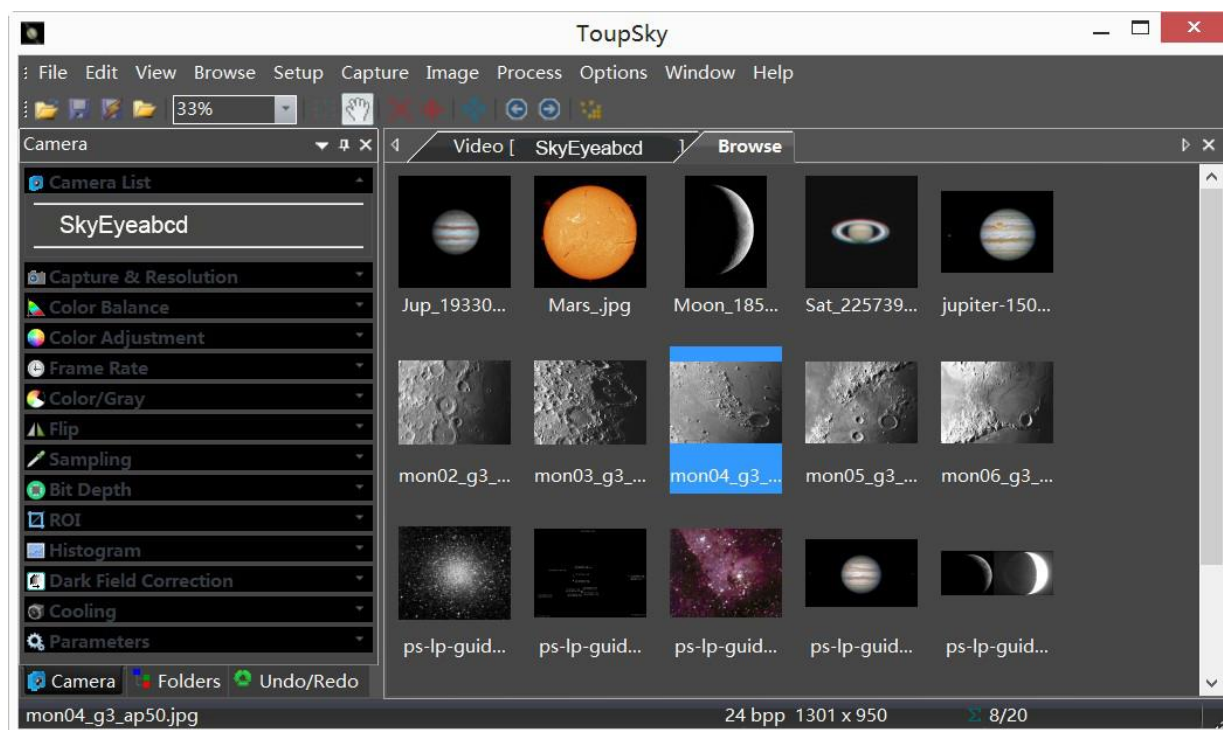 ToupSky
File Edit View Browse Setup Capture Image Process Options Window Help
33%
Camera
Video [ SkyEyeabcd ]
Browse
Camera List
SkyEyeabcd
Capture & Resolution
Color Balance
Color Adjustment
Frame Rate
Color/Gray
Flip
Sampling
Bit Depth
ROI
Histogram
Dark Field Correction
Cooling
Parameters
Camera Folders Undo/Redo
Jup_19330... Mars_.jpg Moon_185... Sat_225739... jupiter-150...
mon02_g3_... mon03_g3_... mon04_g3_... mon05_g3_... mon06_g3_...
ps-lp-guid... ps-lp-guid... ps-lp-guid... ps-lp-guid... ps-lp-guid...
mon04_g3_ap50.jpg 24 bpp 1301 x 950 Σ 8/20